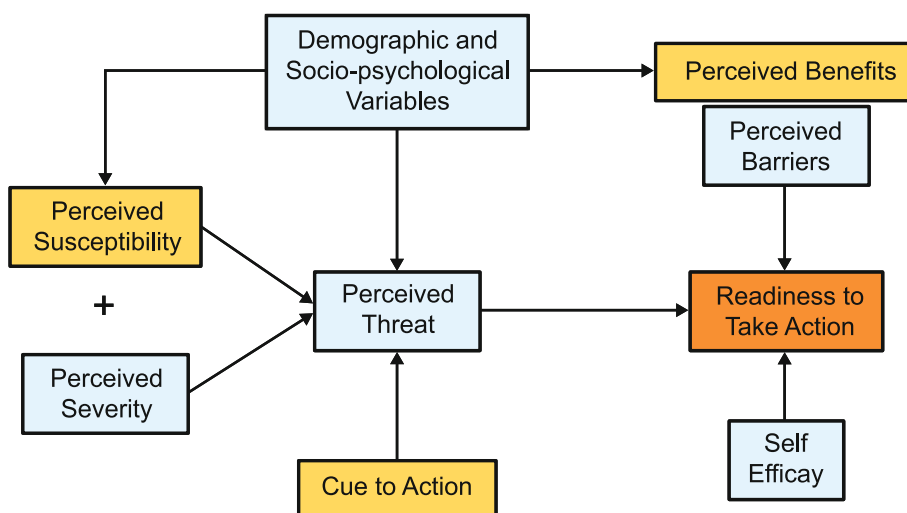 Demographic and
Socio-psychological
Variables
Perceived Benefits
Perceived
Barriers
Perceived
Susceptibility
+
Perceived
Threat
Readiness to
Take Action
Perceived
Severity
Self
Efficay
Cue to Action